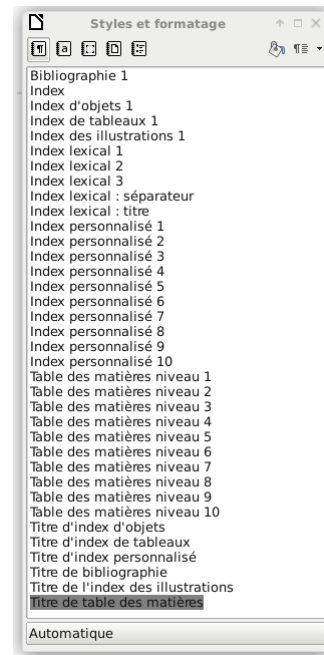 Styles et formatage
Bibliographie 1
Index
Index d'objets 1
Index de tableaux 1
Index des illustrations 1
Index lexical 1
Index lexical 2
Index lexical 3
Index lexical : séparateur
Index lexical : titre
Index personnalisé 1
Index personnalisé 2
Index personnalisé 3
Index personnalisé 4
Index personnalisé 5
Index personnalisé 6
Index personnalisé 7
Index personnalisé 8
Index personnalisé 9
Index personnalisé 10
Table des matières niveau 1
Table des matières niveau 2
Table des matières niveau 3
Table des matières niveau 4
Table des matières niveau 5
Table des matières niveau 6
Table des matières niveau 7
Table des matières niveau 8
Table des matières niveau 9
Table des matières niveau 10
Titre d'index d'objets
Titre d'index de tableaux
Titre d'index personnalisé
Titre de bibliographie
Titre de l'index des illustrations
Titre de table des matières
Automatique